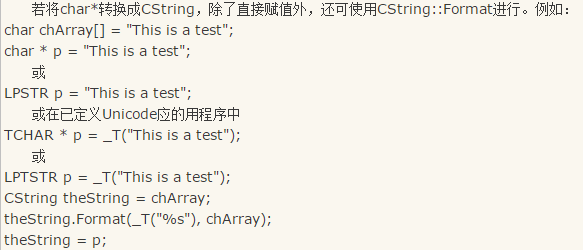 若将char*转换成CString，除了直接赋值外，还可使用CString::Format进行。例如：
char chArray[] = "This is a test";
char * p = "This is a test";
或
LPSTR p = "This is a test";
或在已定义Unicode应的用程序中
TCHAR * p = _T("This is a test");
或
LPTSTR p = _T("This is a test");
CString theString = chArray;
theString.Format(_T("%s"), chArray);
theString = p;